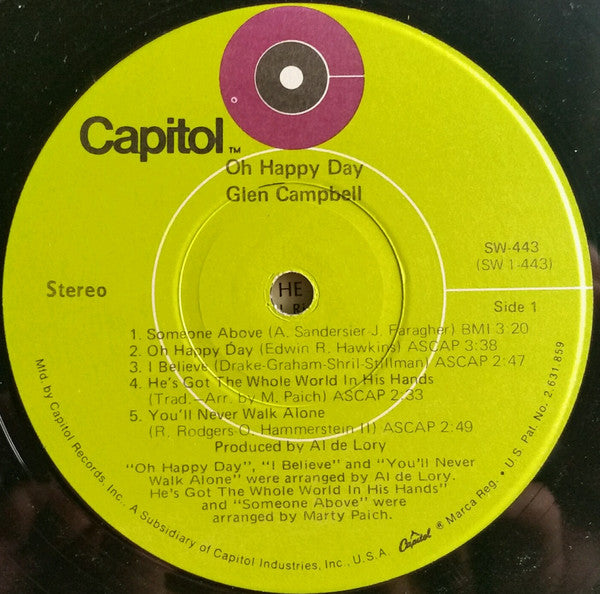 Capitol™
Oh Happy Day
Glen Campbell
SW-443
(SW 1-443)
Stereo
Side 1
HE
1. Someone Above (A. Sandersier-J. Faragher) BMI 3:20
2. Oh Happy Day (Edwin R. Hawkins) ASCAP 3:38
3. I Believe (Drake-Graham-Shril-Stillman) ASCAP 2:47
4. He's Got The Whole World In His Hands
(Trad.—Arr. by M. Paich) ASCAP 2:33
5. You'll Never Walk Alone
(R. Rodgers-O. Hammerstein II) ASCAP 2:49
Produced by Al de Lory
"Oh Happy Day", "I Believe" and "You'll Never
Walk Alone" were arranged by Al de Lory.
He's Got The Whole World In His Hands"
and "Someone Above" were
arranged by Marty Paich.
Mfd. by Capitol Records, Inc., A Subsidiary of Capitol Industries, Inc., U.S.A. Capitol ® Marca Reg. • U.S. Pat. No. 2,631,859